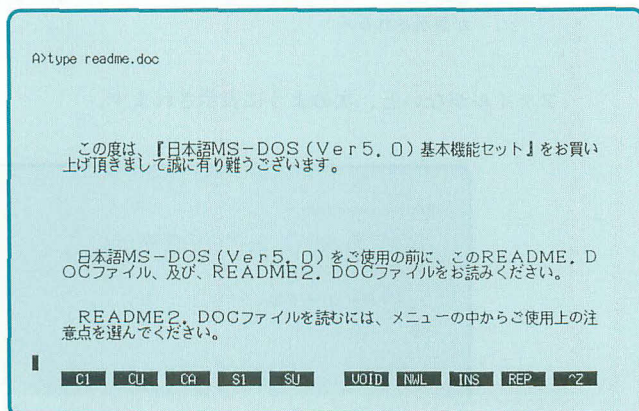 A>type readme.doc
この度は、『日本語MS−DOS(Ver5.0)基本機能セット』をお買い
上げ頂きまして誠に有り難うございます。
日本語MS−DOS(Ver5.0)をご使用の前に、このREADME.D
OCファイル、及び、README2.DOCファイルをお読みください。
README2.DOCファイルを読むには、メニューの中からご使用上の注
意点を選んでください。
C1 CU CA S1 SU VOID NWL INS REP ^Z